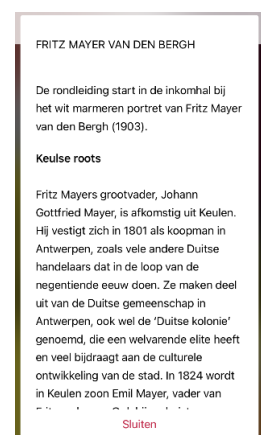 FRITZ MAYER VAN DEN BERGH
De rondleiding start in de inkomhal bij
het wit marmeren portret van Fritz Mayer
van den Bergh (1903).
Keulse roots
Fritz Mayers grootvader, Johann
Gottfried Mayer, is afkomstig uit Keulen.
Hij vestigt zich in 1801 als koopman in
Antwerpen, zoals vele andere Duitse
handelaars dat in de loop van de
negentiende eeuw doen. Ze maken deel
uit van de Duitse gemeenschap in
Antwerpen, ook wel de ‘Duitse kolonie’
genoemd, die een welvarende elite heeft
en veel bijdraagt aan de culturele
ontwikkeling van de stad. In 1824 wordt
in Keulen zoon Emil Mayer, vader van
Sluiten